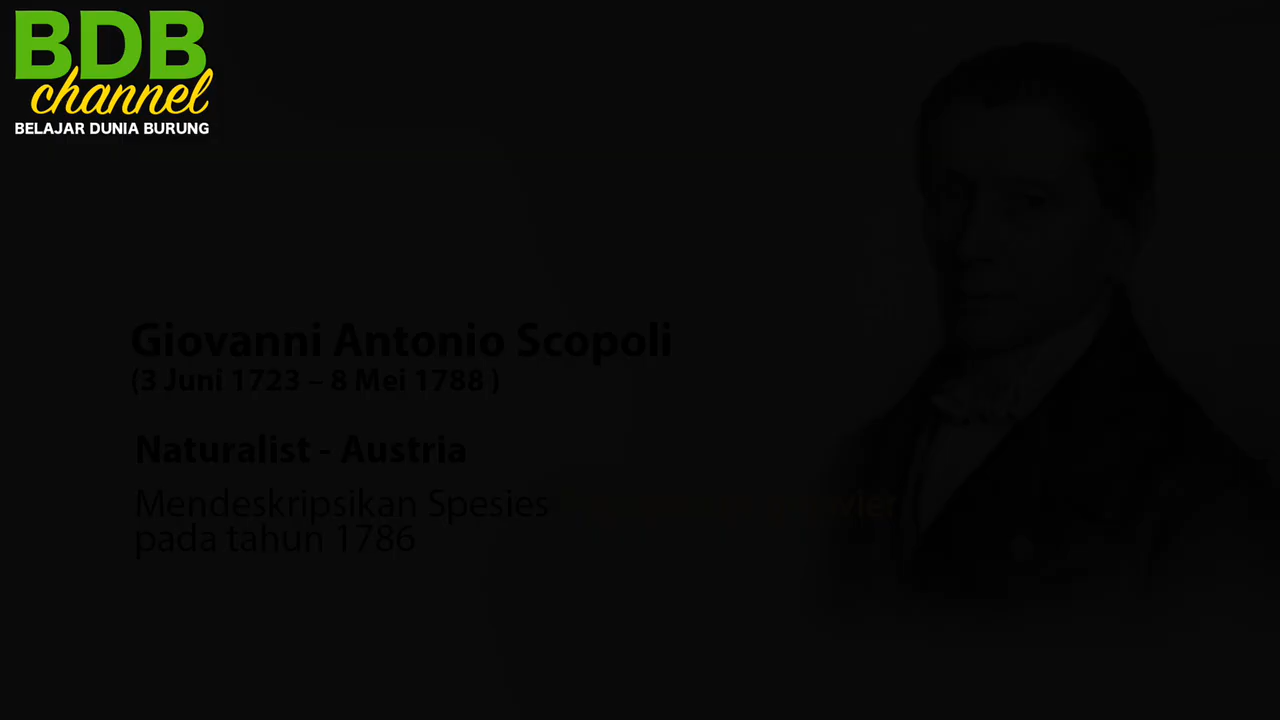 BDB
channel
BELAJAR DUNIA BURUNG
Giovanni Antonio Scopoli
(3 Juni 1723 – 8 Mei 1788 )
Naturalist - Austria
Mendeskripsikan Spesies
pada tahun 1786